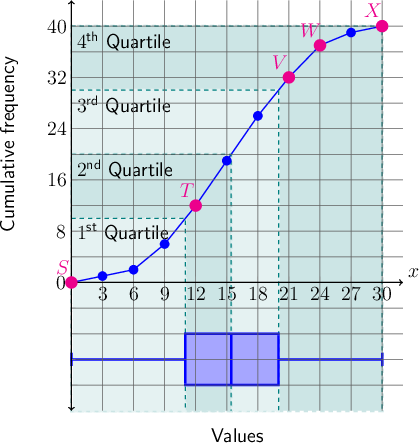 X
40
W
4th Quartile
V
32
3rd Quartile
24
2nd Quartile
16
T
8
1st Quartile
S
0
x
3 6 9 12 15 18 21 24 27 30
Cumulative frequency
Values